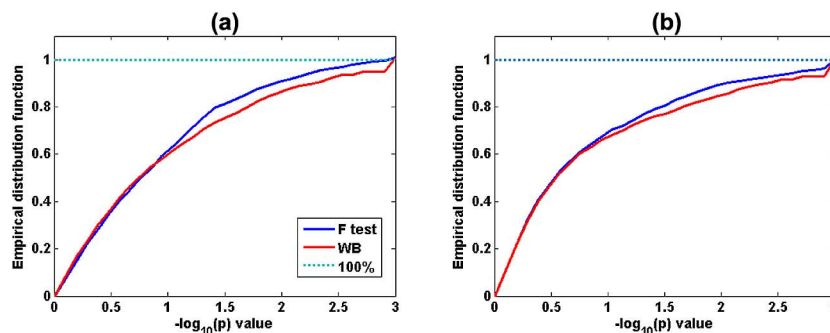 (a)
Empirical distribution function
1
0.8
0.6
0.4
0.2
0
0 0.5 1 1.5 2 2.5 3
-log10(p) value
F test
WB
100%
(b)
Empirical distribution function
1
0.8
0.6
0.4
0.2
0
0 0.5 1 1.5 2 2.5
-log10(p) value